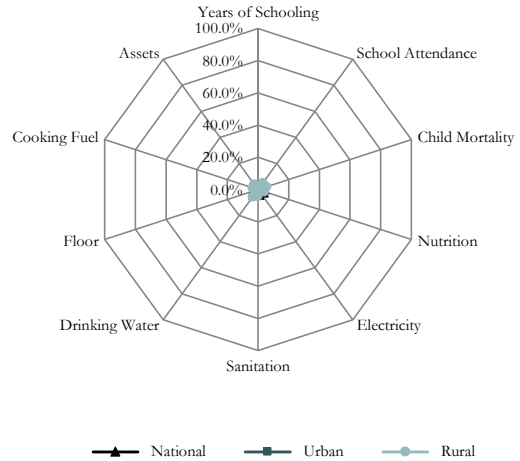 Years of Schooling
100.0%
Assets
School Attendance
80.0%
60.0%
Cooking Fuel
Child Mortality
40.0%
20.0%
0.0%
Floor
Nutrition
Drinking Water
Electricity
Sanitation
National
Urban
Rural